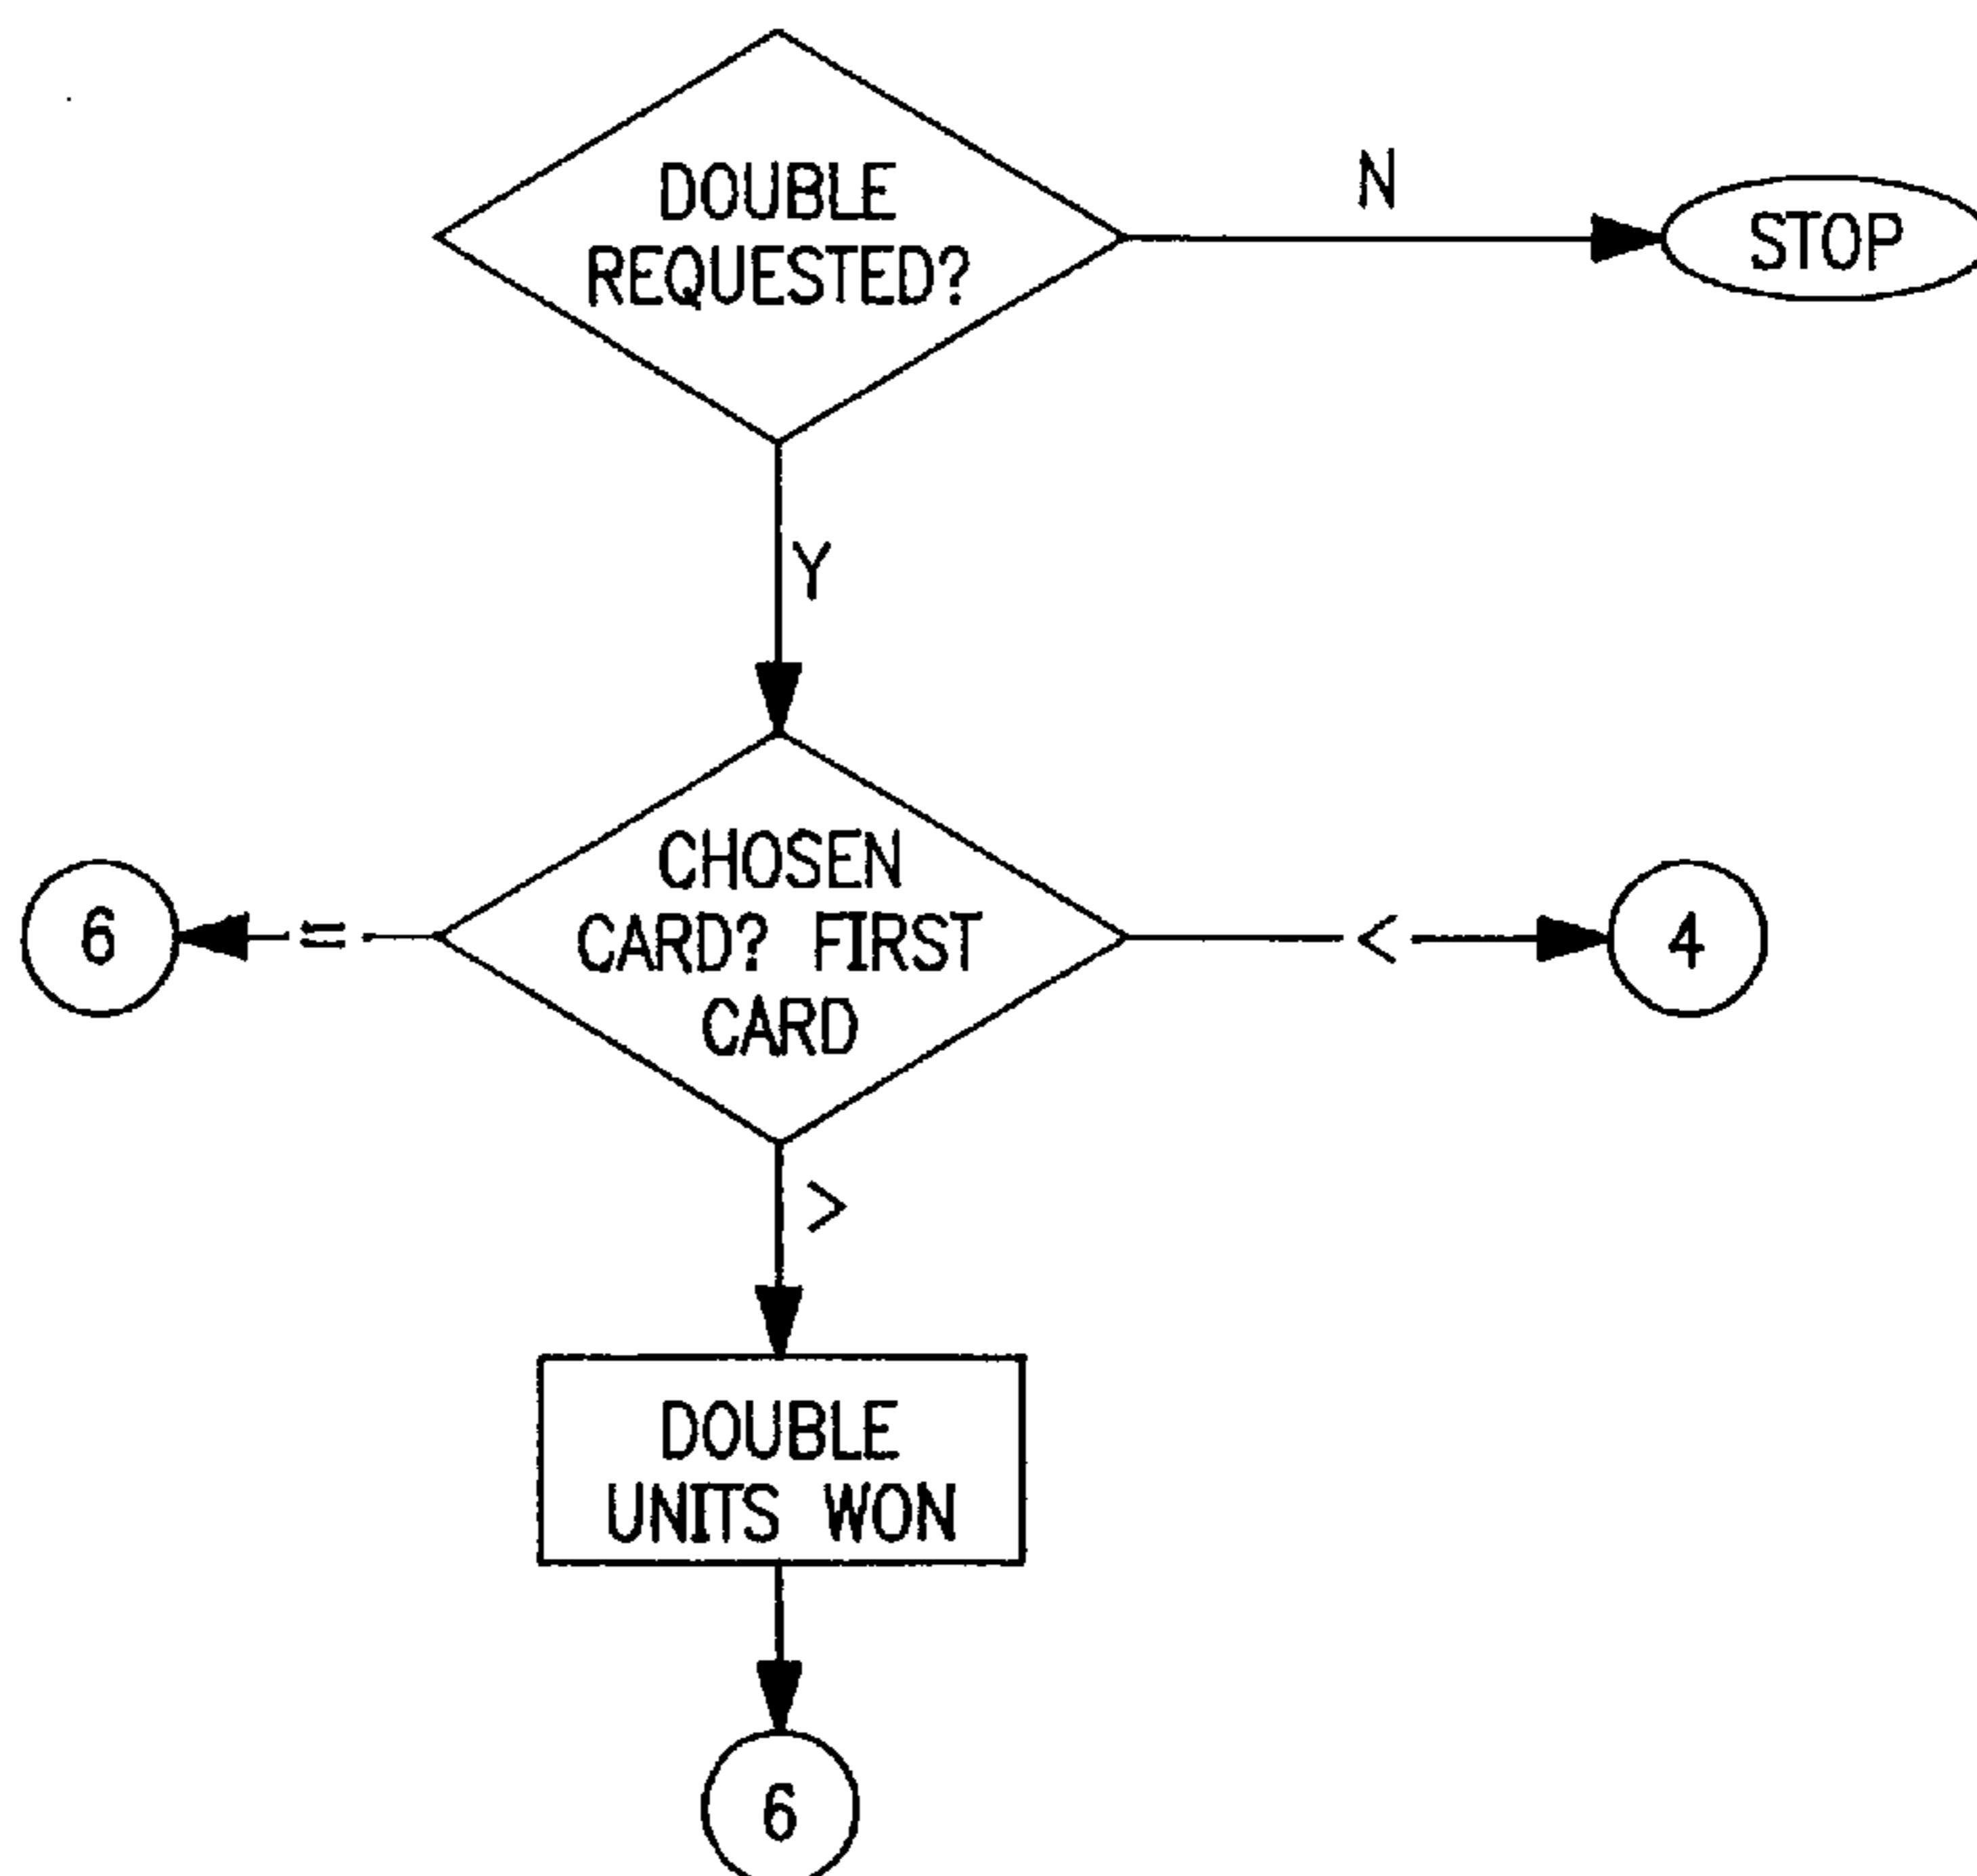 DOUBLE
REQUESTED?
N
STOP
Y
CHOSEN
CARD? FIRST
CARD
6
=
<
4
>
DOUBLE
UNITS WON
6